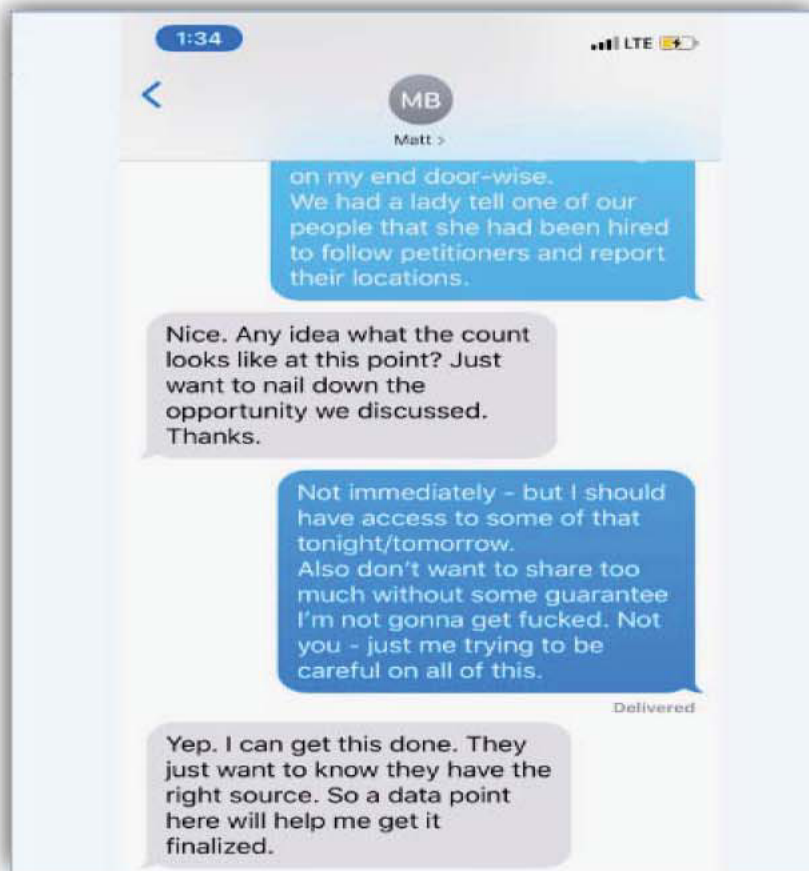 1:34
LTE
MB
Matt >
on my end door-wise.
We had a lady tell one of our
people that she had been hired
to follow petitioners and report
their locations.
Nice. Any idea what the count
looks like at this point? Just
want to nail down the
opportunity we discussed.
Thanks.
Not immediately - but I should
have access to some of that
tonight/tomorrow.
Also don't want to share too
much without some guarantee
I'm not gonna get fucked. Not
you - just me trying to be
careful on all of this.
Delivered
Yep. I can get this done. They
just want to know they have the
right source. So a data point
here will help me get it
finalized.